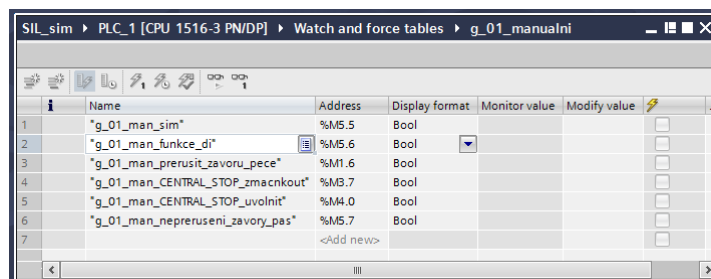 SIL_sim ▸ PLC_1 [CPU 1516-3 PN/DP] ▸ Watch and force tables ▸ g_01_manualni
i Name Address Display format Monitor value Modify value
1 "g_01_man_sim" %M5.5 Bool
2 "g_01_man_funkce_di" %M5.6 Bool
3 "g_01_man_prerusit_zavoru_pece" %M1.6 Bool
4 "g_01_man_CENTRAL_STOP_zmacnkout" %M3.7 Bool
5 "g_01_man_CENTRAL_STOP_uvolnit" %M4.0 Bool
6 "g_01_man_nepreruseni_zavory_pas" %M5.7 Bool
7 <Add new>